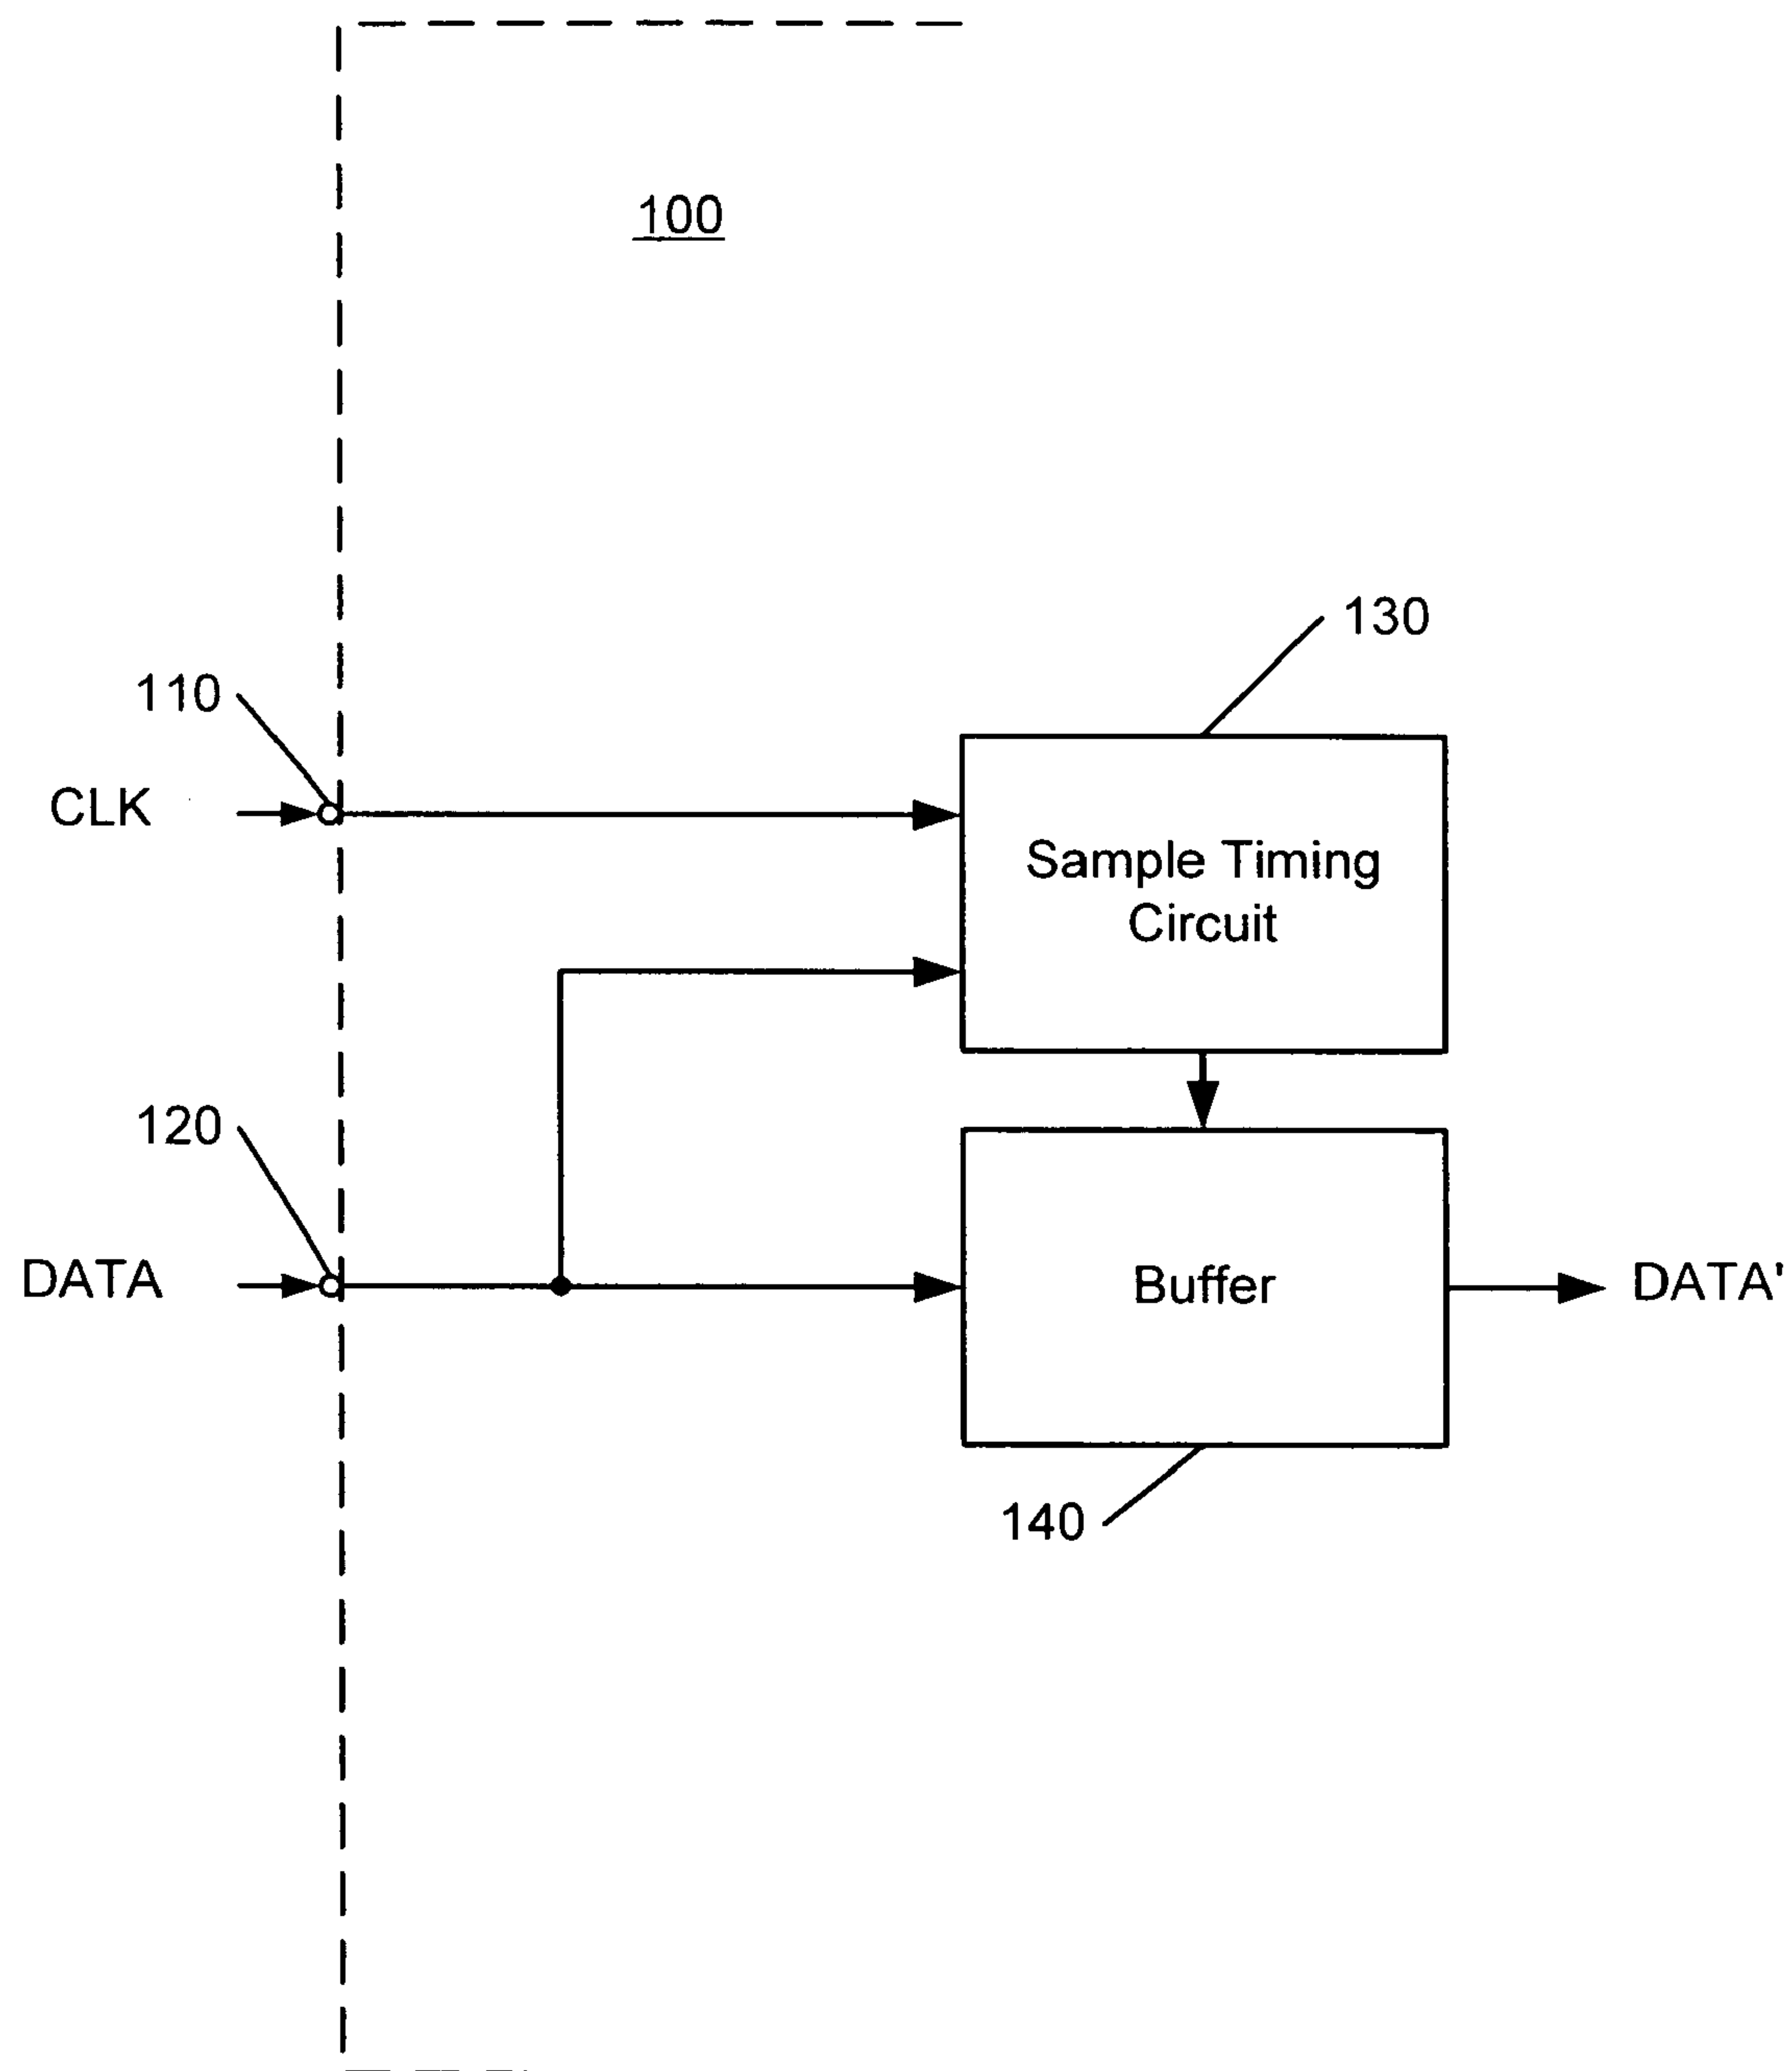 100
130
110
CLK
Sample Timing
Circuit
120
DATA
Buffer
DATA'
140